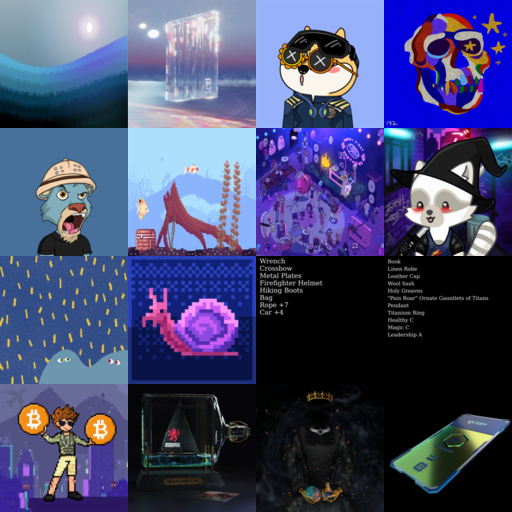 Wrench
Crossbow
Metal Plates
Firefighter Helmet
Hiking Boots
Bag
Rope +7
Car +4
Book
Linen Robe
Leather Cap
Wool Sash
Holy Greaves
"Pain Roar" Ornate Gauntlets of Titans
Pendant
Titanium Ring
Healthy C
Magic C
Leadership A